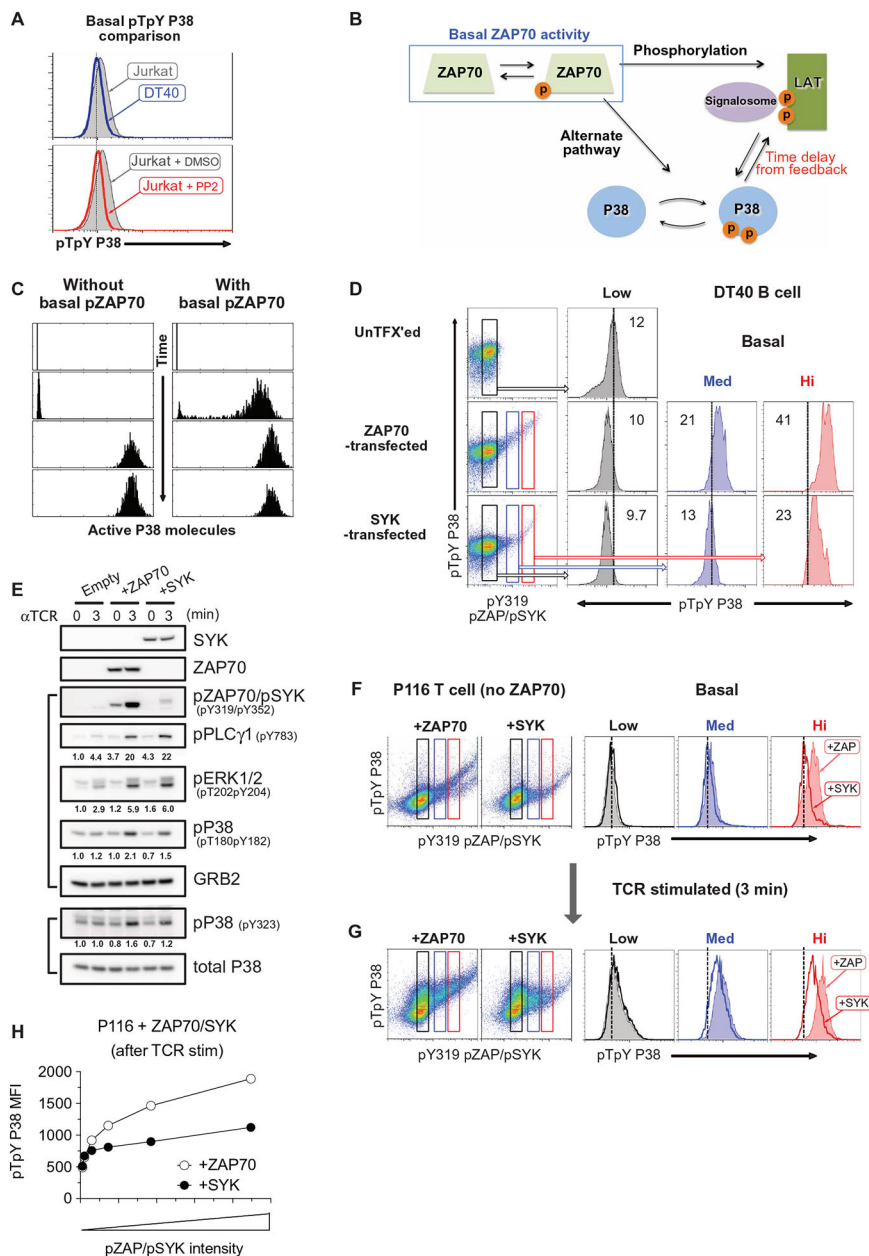 A
Basal pTpY P38
comparison
Jurkat
DT40
Jurkat + DMSO
Jurkat + PP2
pTpY P38
B
Basal ZAP70 activity
ZAP70
ZAP70
p
Phosphorylation
LAT
Signalosome
p
p
Alternate
pathway
Time delay
from feedback
P38
P38
p
p
C
Without
basal pZAP70
With
basal pZAP70
Time
Active P38 molecules
D
Low
DT40 B cell
UnTFX'ed
12
Basal
Med
Hi
ZAP70
-transfected
10
21
41
SYK
-transfected
9.7
13
23
pTpY P38
pY319
pZAP/pSYK
pTpY P38
E
Empty
+ZAP70
+SYK
αTCR
0 3 0 3 0 3 (min)
SYK
ZAP70
pZAP70/pSYK
(pY319/pY352)
pPLCγ1 (pY783)
1.0 4.4 3.7 20 4.3 22
pERK1/2
(pT202pY204)
1.0 2.9 1.2 5.9 1.6 6.0
pP38
(pT180pY182)
1.0 1.2 1.0 2.1 0.7 1.5
GRB2
pP38 (pY323)
1.0 1.0 0.8 1.6 0.7 1.2
total P38
F
P116 T cell (no ZAP70)
Basal
+ZAP70
+SYK
Low
Med
Hi
+ZAP
+SYK
pTpY P38
pY319 pZAP/pSYK
pTpY P38
TCR stimulated (3 min)
G
+ZAP70
+SYK
Low
Med
Hi
+ZAP
+SYK
pTpY P38
pY319 pZAP/pSYK
pTpY P38
H
P116 + ZAP70/SYK
(after TCR stim)
pTpY P38 MFI
2000
1500
1000
500
0
+ZAP70
+SYK
pZAP/pSYK intensity